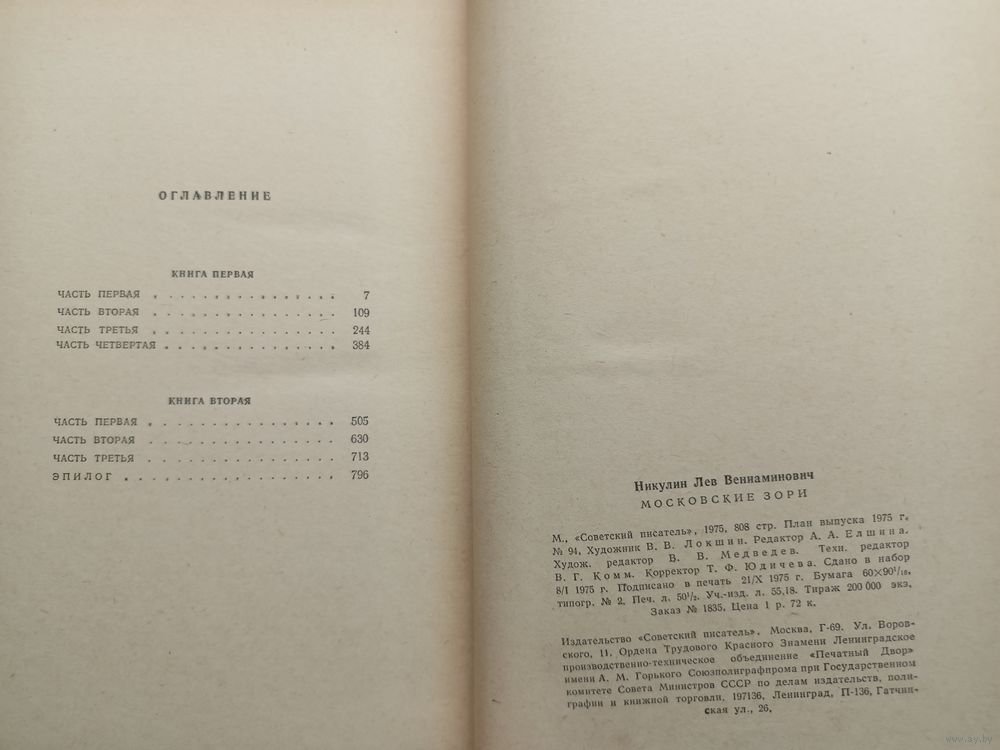 ОГЛАВЛЕНИЕ
КНИГА ПЕРВАЯ
ЧАСТЬ ПЕРВАЯ . . . . . . . . . . . . . . . 7
ЧАСТЬ ВТОРАЯ . . . . . . . . . . . . . . . 109
ЧАСТЬ ТРЕТЬЯ . . . . . . . . . . . . . . . 244
ЧАСТЬ ЧЕТВЕРТАЯ . . . . . . . . . . . . . . 384
КНИГА ВТОРАЯ
ЧАСТЬ ПЕРВАЯ . . . . . . . . . . . . . . . 505
ЧАСТЬ ВТОРАЯ . . . . . . . . . . . . . . . 630
ЧАСТЬ ТРЕТЬЯ . . . . . . . . . . . . . . . 713
ЭПИЛОГ . . . . . . . . . . . . . . . . . 796
Никулин Лев Вениаминович
МОСКОВСКИЕ ЗОРИ
М., «Советский писатель», 1975, 808 стр. План выпуска 1975 г.
№ 94. Художник В. В. Локшин. Редактор А. А. Елшина.
Худож. редактор В. В. Медведев. Техн. редактор
В. Г. Комм. Корректор Т. Ф. Юдичева. Сдано в набор
8/I 1975 г. Подписано в печать 21/X 1975 г. Бумага 60×90¹/₁₆,
типогр. № 2. Печ. л. 50¹/₂. Уч.-изд. л. 55,18. Тираж 200 000 экз.
Заказ № 1835. Цена 1 р. 72 к.
Издательство «Советский писатель». Москва, Г-69. Ул. Воров-
ского, 11. Ордена Трудового Красного Знамени Ленинградское
производственно-техническое объединение «Печатный Двор»
имени А. М. Горького Союзполиграфпрома при Государственном
комитете Совета Министров СССР по делам издательств, поли-
графии и книжной торговли. 197136, Ленинград, П-136, Гатчин-
ская ул., 26.
www.ay.by